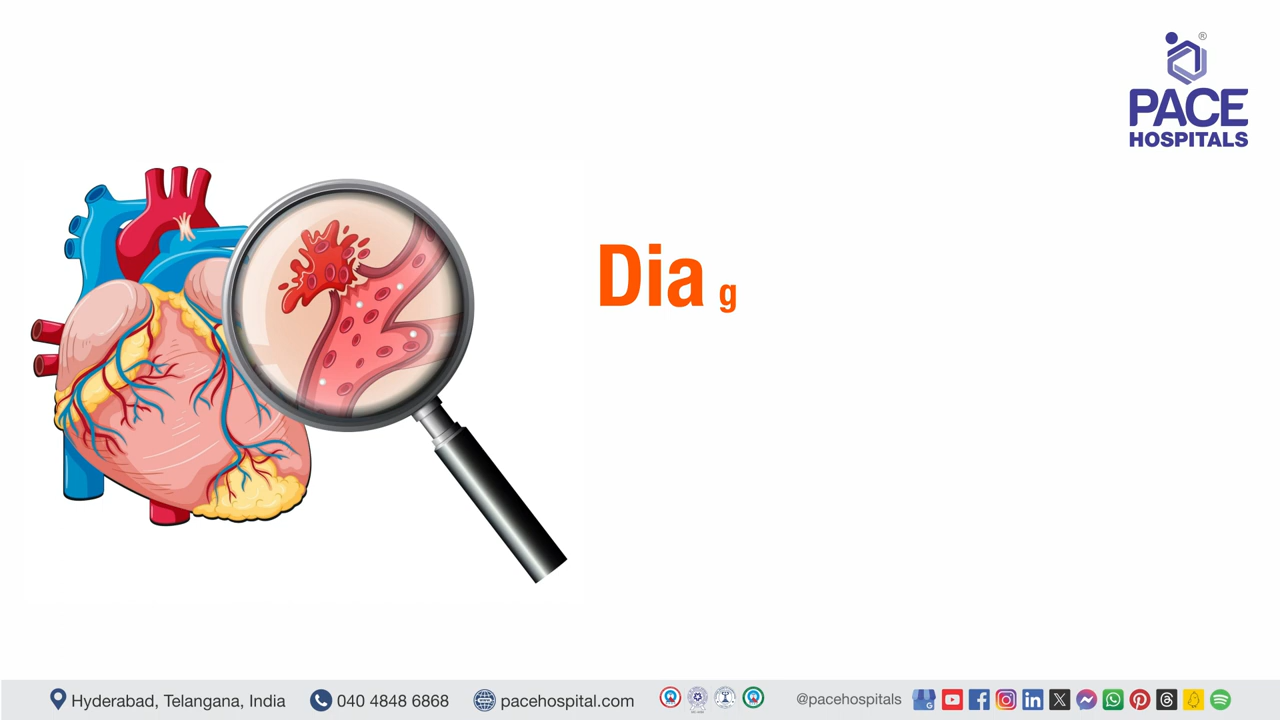 ®
PACE
HOSPITALS
Dia g
Hyderabad, Telangana, India 040 4848 6868 pacehospital.com @pacehospitals